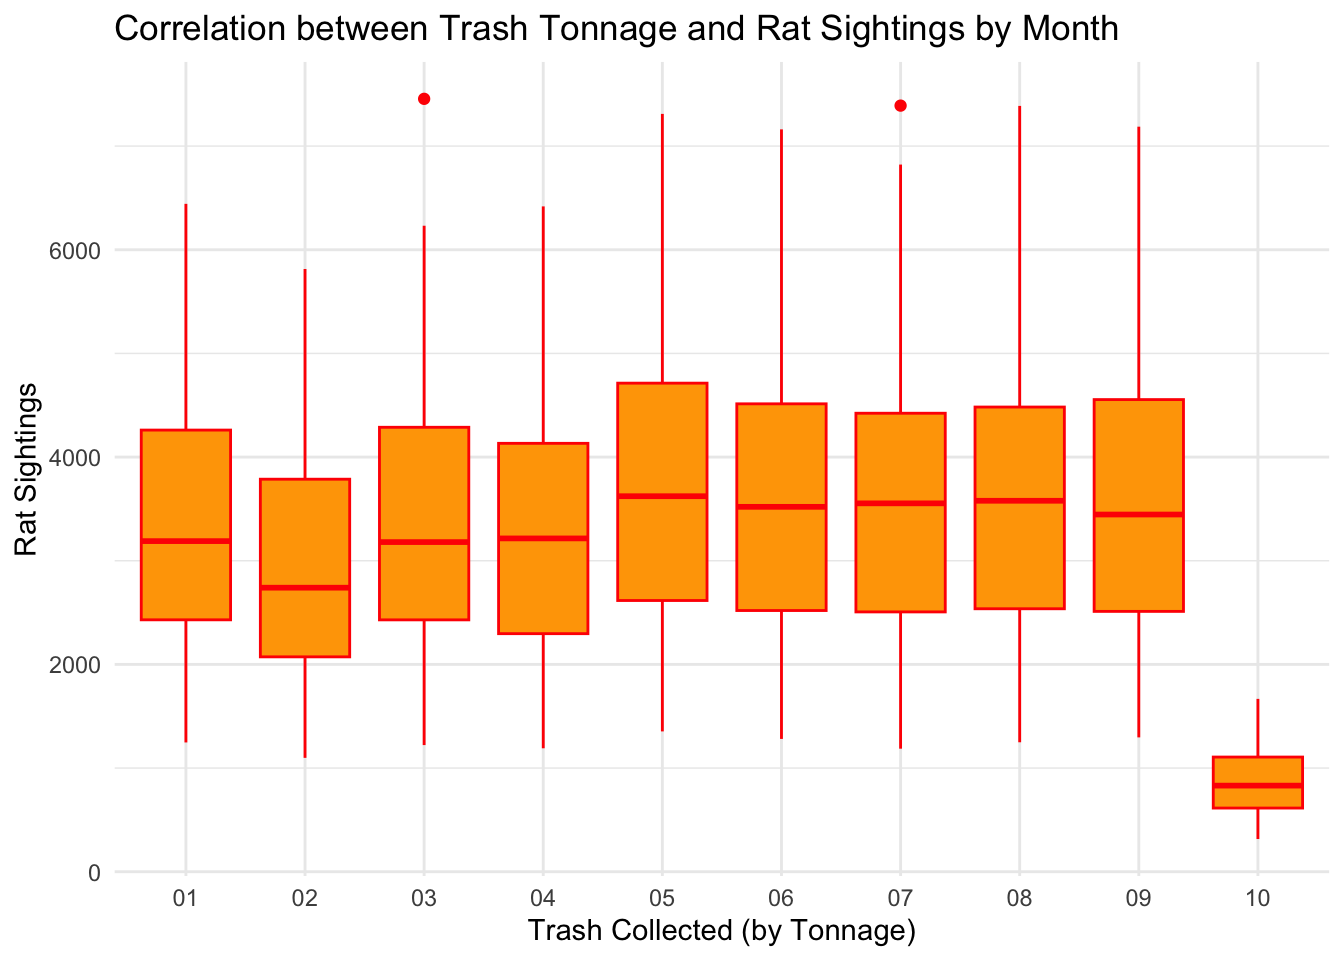 Correlation between Trash Tonnage and Rat Sightings by Month
Rat Sightings
6000
4000
2000
0
01 02 03 04 05 06 07 08 09 10
Trash Collected (by Tonnage)